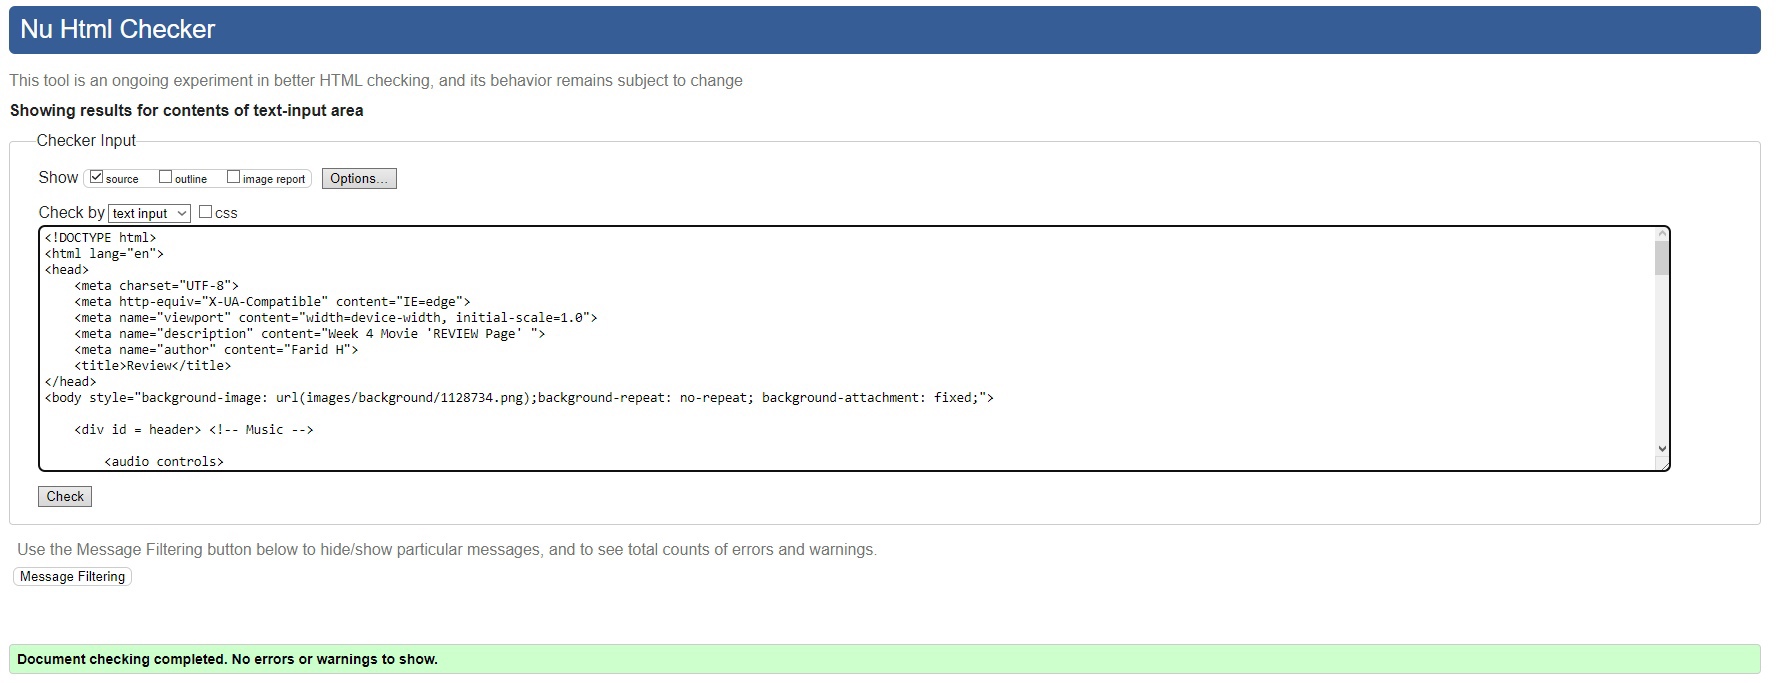 Nu Html Checker
This tool is an ongoing experiment in better HTML checking, and its behavior remains subject to change
Showing results for contents of text-input area
Checker Input
Show source outline image report Options...
Check by text input css
<!DOCTYPE html>
<html lang="en">
<head>
    <meta charset="UTF-8">
    <meta http-equiv="X-UA-Compatible" content="IE=edge">
    <meta name="viewport" content="width=device-width, initial-scale=1.0">
    <meta name="description" content="Week 4 Movie 'REVIEW Page' ">
    <meta name="author" content="Farid H">
    <title>Review</title>
</head>
<body style="background-image: url(images/background/1128734.png);background-repeat: no-repeat; background-attachment: fixed;">
    <div id = header> <!-- Music -->
        <audio controls>
Check
Use the Message Filtering button below to hide/show particular messages, and to see total counts of errors and warnings.
Message Filtering
Document checking completed. No errors or warnings to show.